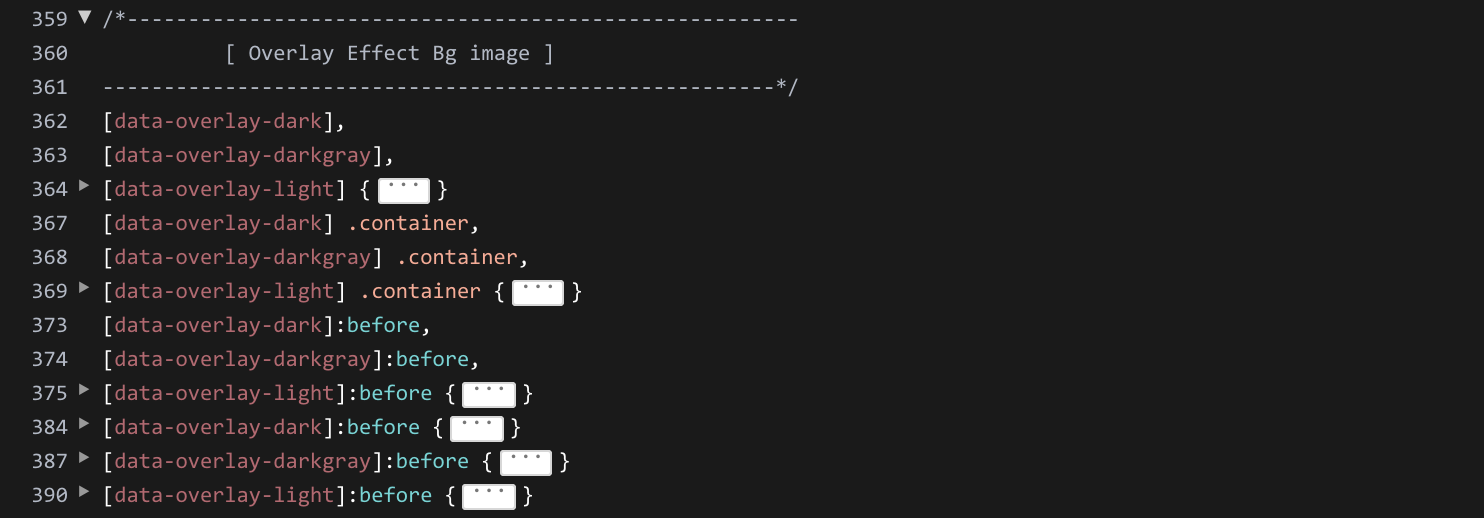 359 ▼ /*-------------------------------------------------------
360 [ Overlay Effect Bg image ]
361 -------------------------------------------------------*/
362 [data-overlay-dark],
363 [data-overlay-darkgray],
364 ▶ [data-overlay-light] { ... }
367 [data-overlay-dark] .container,
368 [data-overlay-darkgray] .container,
369 ▶ [data-overlay-light] .container { ... }
373 [data-overlay-dark]:before,
374 [data-overlay-darkgray]:before,
375 ▶ [data-overlay-light]:before { ... }
384 ▶ [data-overlay-dark]:before { ... }
387 ▶ [data-overlay-darkgray]:before { ... }
390 ▶ [data-overlay-light]:before { ... }